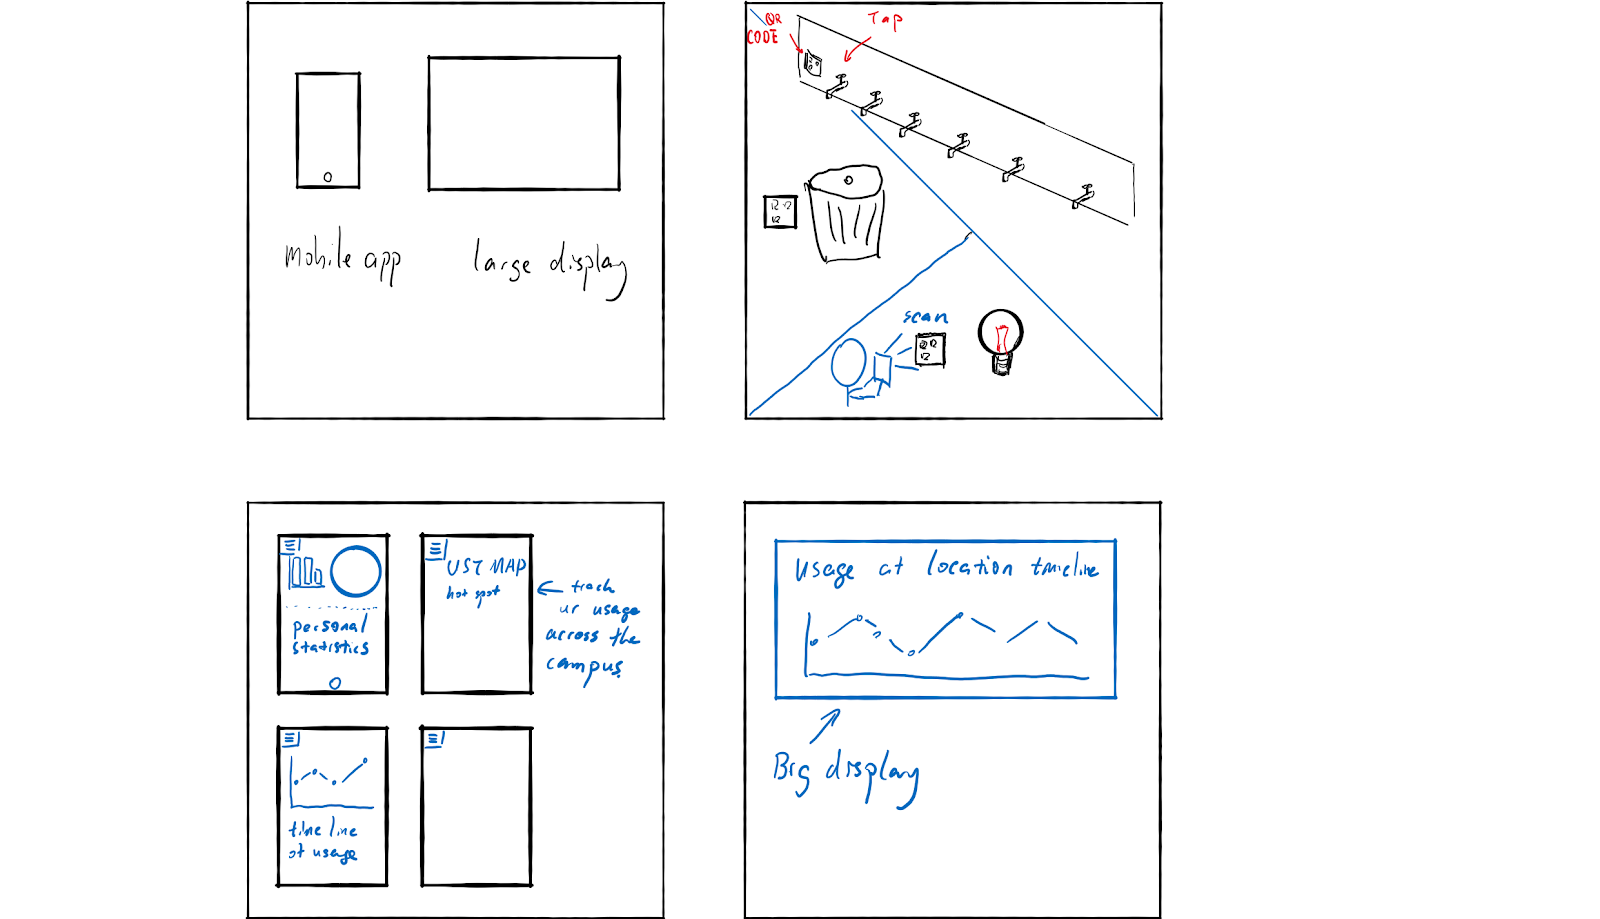 mobile app
large display
QR
CODE
Tap
scan
personal
statistics
UST MAP
hot spot
track
ur usage
across the
campus.
time line
of usage
Usage at location timeline
Big display